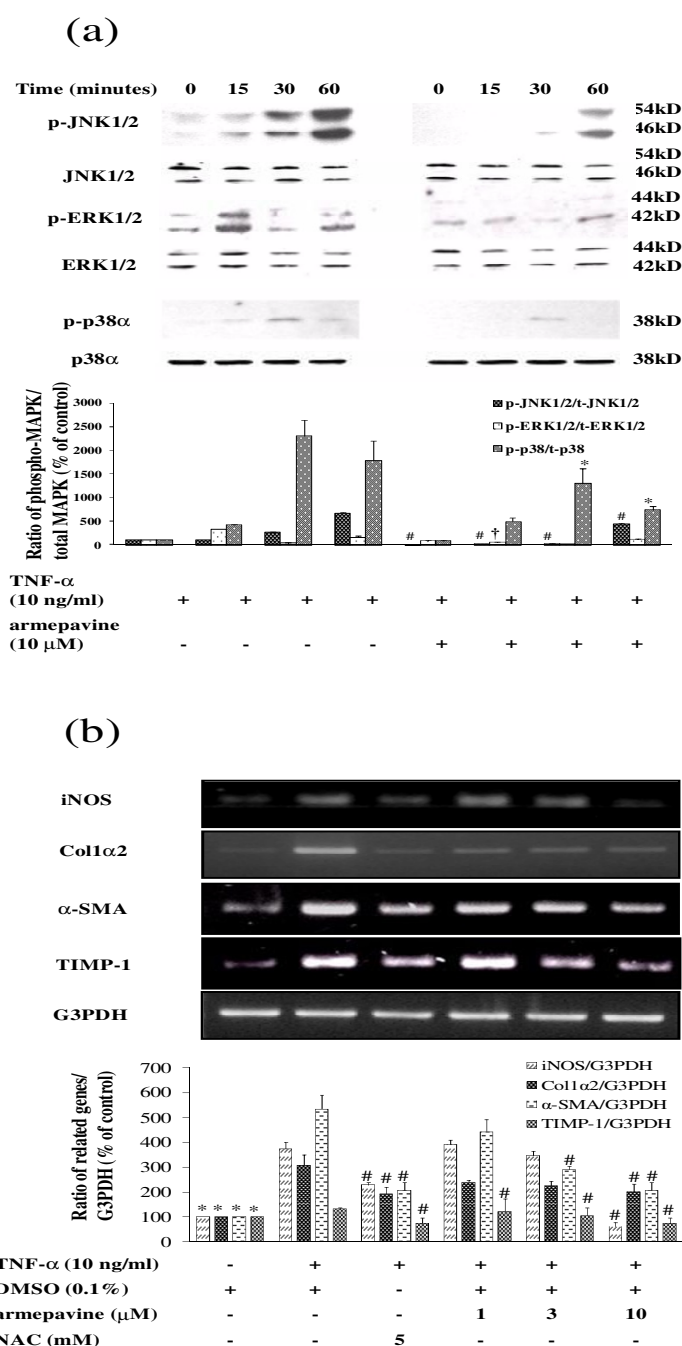 (a)
Time (minutes) 0 15 30 60 0 15 30 60
p-JNK1/2 54kD
46kD
JNK1/2 54kD
46kD
p-ERK1/2 44kD
42kD
ERK1/2 44kD
42kD
p-p38α 38kD
p38α 38kD
Ratio of phospho-MAPK/
total MAPK (% of control)
3000
2500
2000
1500
1000
500
0
p-JNK1/2/t-JNK1/2
p-ERK1/2/t-ERK1/2
p-p38/t-p38
# # † # * # *
TNF-α
(10 ng/ml) + + + + + + + +
armepavine
(10 μM) - - - - + + + +
(b)
iNOS
Col1α2
α-SMA
TIMP-1
G3PDH
Ratio of related genes/
G3PDH (% of control)
700
600
500
400
300
200
100
0
iNOS/G3PDH
Col1α2/G3PDH
α-SMA/G3PDH
TIMP-1/G3PDH
* * * * # # # # # # # # # # #
TNF-α (10 ng/ml) - + + + + +
DMSO (0.1%) + + - + + +
armepavine (μM) - - - 1 3 10
NAC (mM) - - 5 - - -